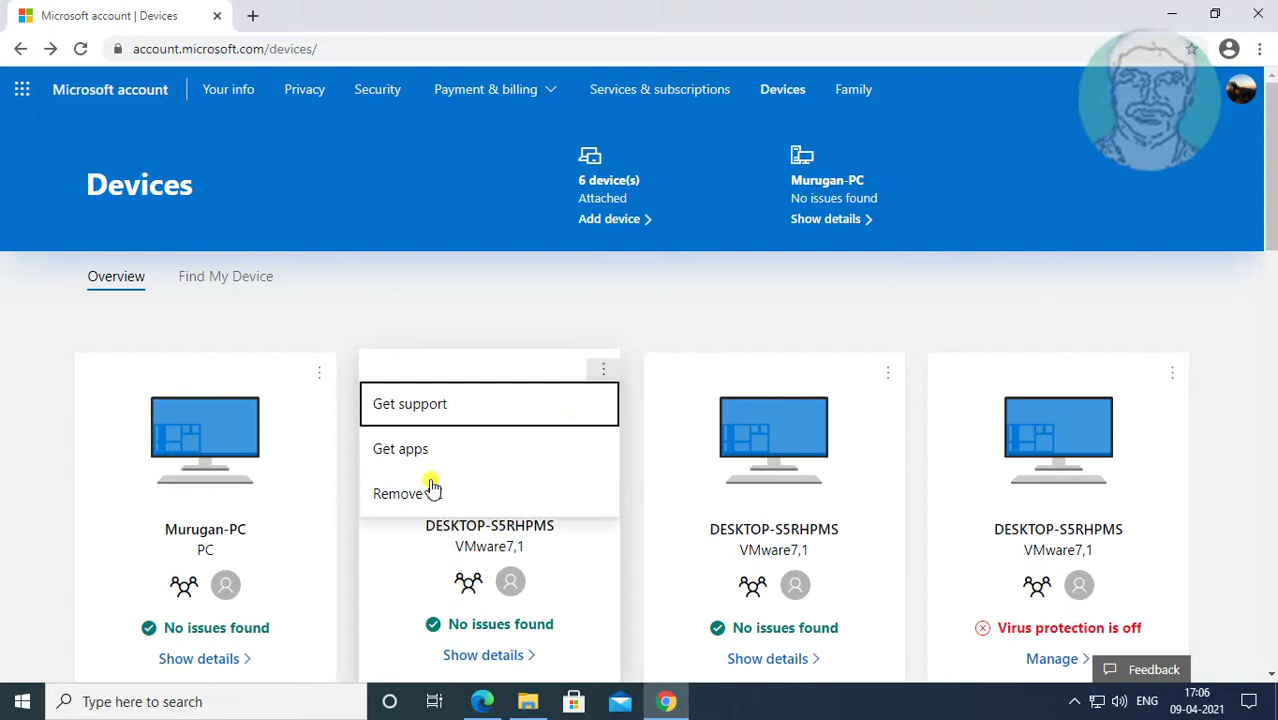 Microsoft account | Devices
account.microsoft.com/devices/
Microsoft account
Your info
Privacy
Security
Payment & billing
Services & subscriptions
Devices
Family
Devices
6 device(s)
Attached
Add device
Murugan-PC
No issues found
Show details
Overview
Find My Device
Get support
Get apps
Remove
Murugan-PC
PC
No issues found
Show details
DESKTOP-S5RHPMS
VMware7,1
No issues found
Show details
DESKTOP-S5RHPMS
VMware7,1
No issues found
Show details
DESKTOP-S5RHPMS
VMware7,1
Virus protection is off
Manage
Feedback
Type here to search
ENG
17:06
09-04-2021